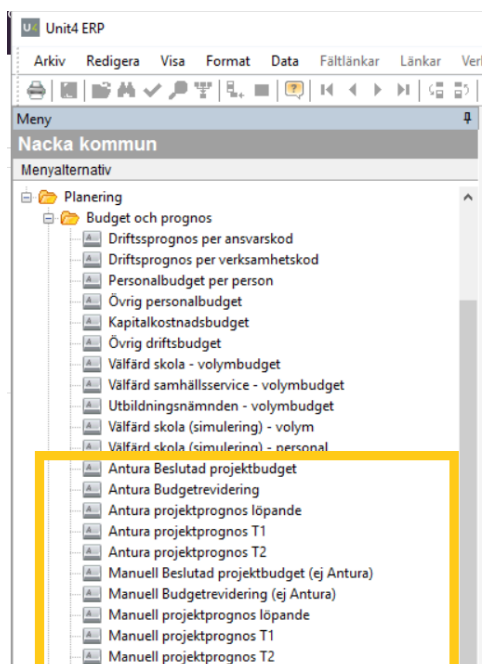 U4 Unit4 ERP
Arkiv Redigera Visa Format Data Fältlänkar Länkar
Meny
Nacka kommun
Menyalternativ
Planering
Budget och prognos
Driftssprognos per ansvarskod
Driftsprognos per verksamhetskod
Personalbudget per person
Övrig personalbudget
Kapitalkostnadsbudget
Övrig driftsbudget
Välfärd skola - volymbudget
Välfärd samhällsservice - volymbudget
Utbildningsnämnden - volymbudget
Välfärd skola (simulering) - volym
Välfärd skola (simulering) - personal
Antura Beslutad projektbudget
Antura Budgetrevidering
Antura projektprognos löpande
Antura projektprognos T1
Antura projektprognos T2
Manuell Beslutad projektbudget (ej Antura)
Manuell Budgetrevidering (ej Antura)
Manuell projektprognos löpande
Manuell projektprognos T1
Manuell projektprognos T2